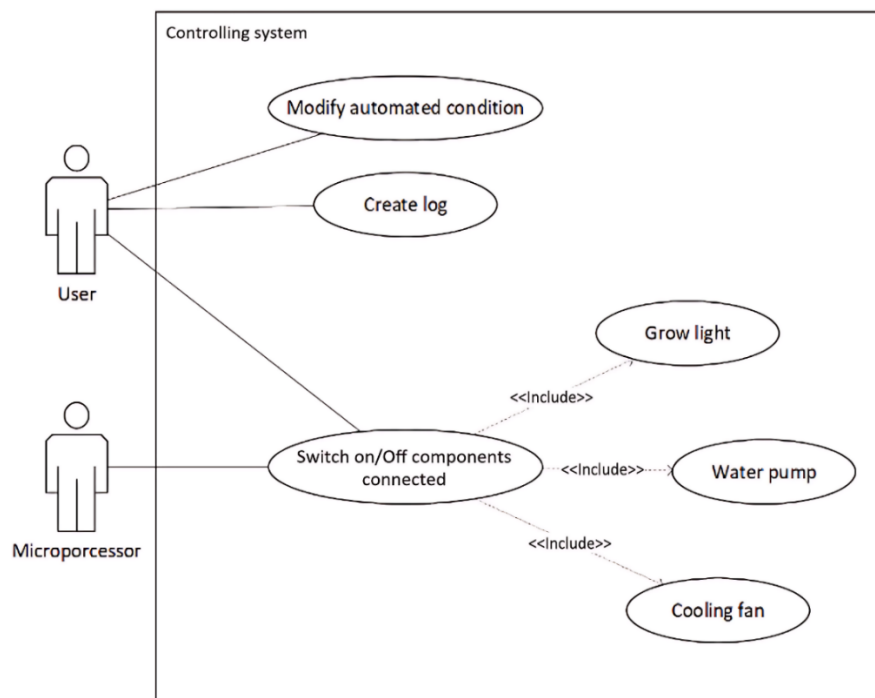 Controlling system
Modify automated condition
Create log
User
Grow light
<<Include>>
Switch on/Off components
connected
<<Include>>
Water pump
Microporcessor
<<Include>>
Cooling fan